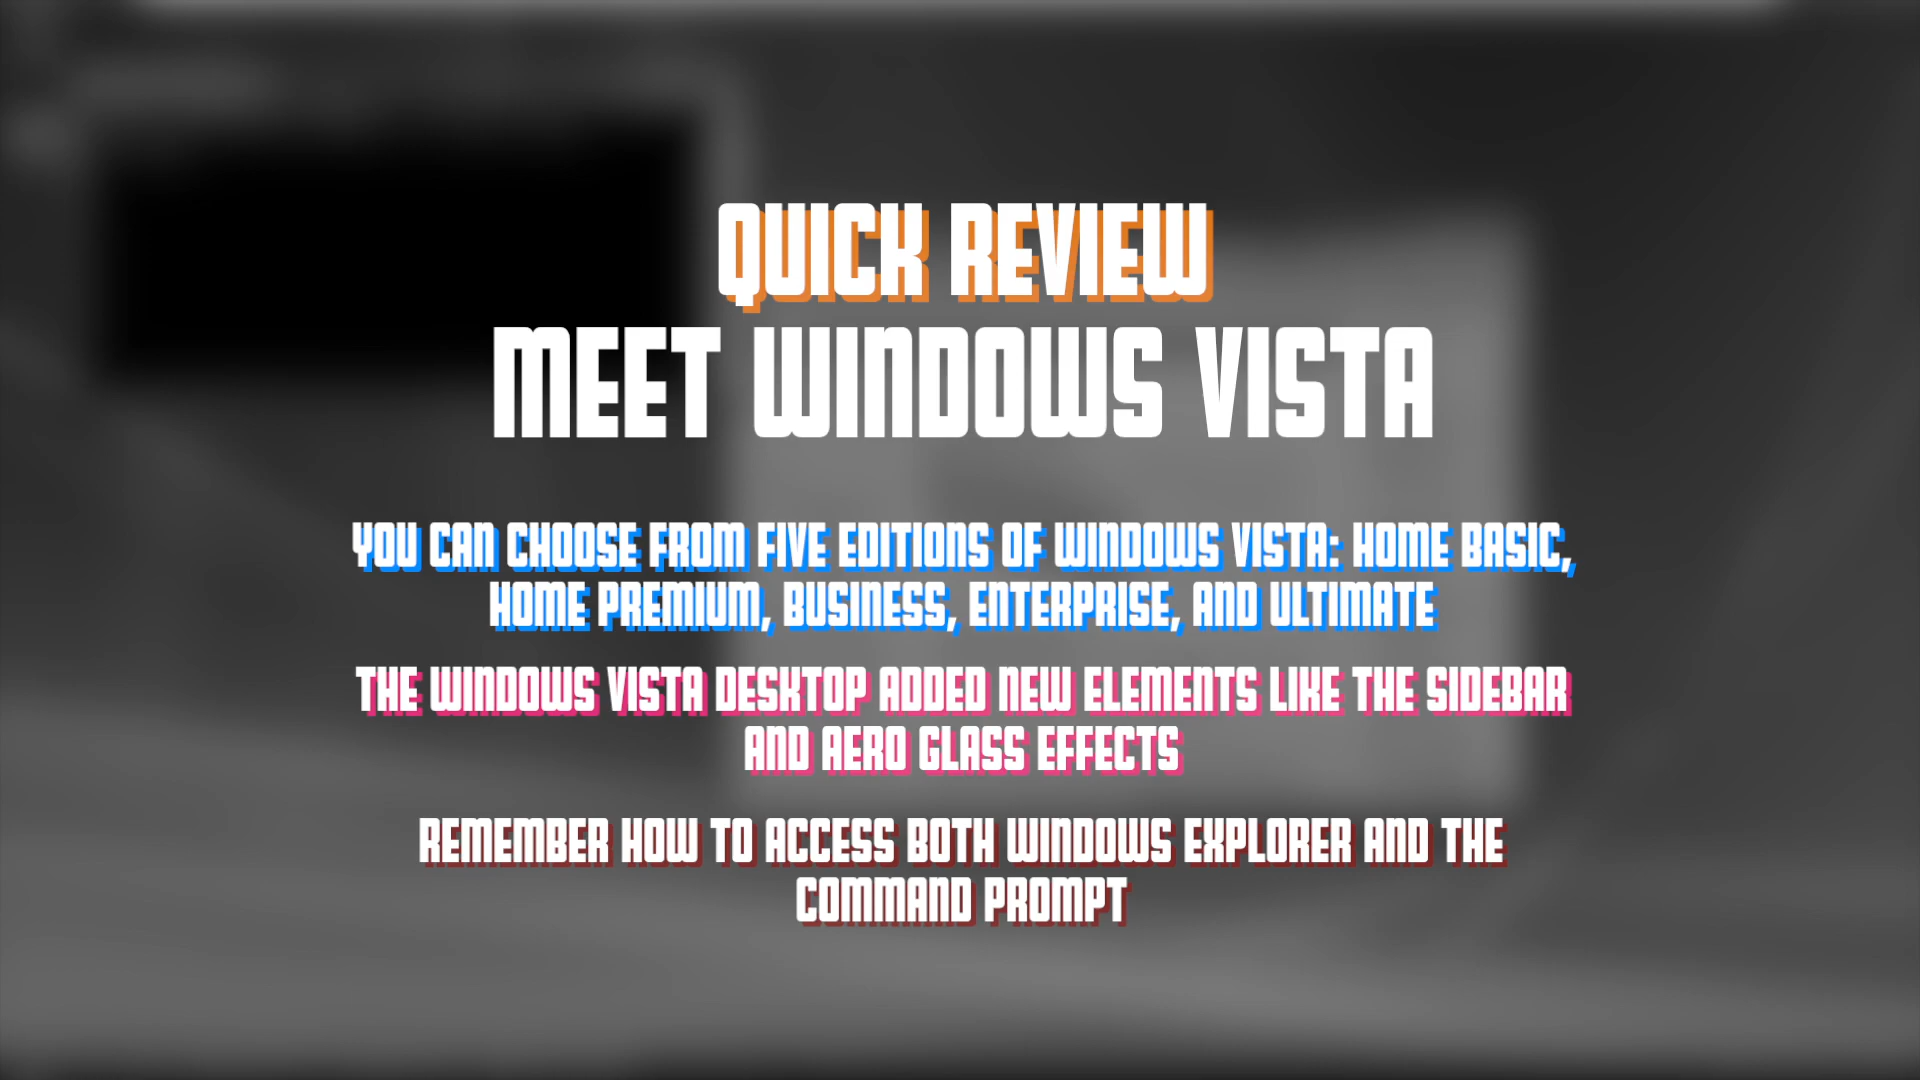 QUICK REVIEW
MEET WINDOWS VISTA
YOU CAN CHOOSE FROM FIVE EDITIONS OF WINDOWS VISTA: HOME BASIC,
HOME PREMIUM, BUSINESS, ENTERPRISE, AND ULTIMATE
THE WINDOWS VISTA DESKTOP ADDED NEW ELEMENTS LIKE THE SIDEBAR
AND AERO GLASS EFFECTS
REMEMBER HOW TO ACCESS BOTH WINDOWS EXPLORER AND THE
COMMAND PROMPT